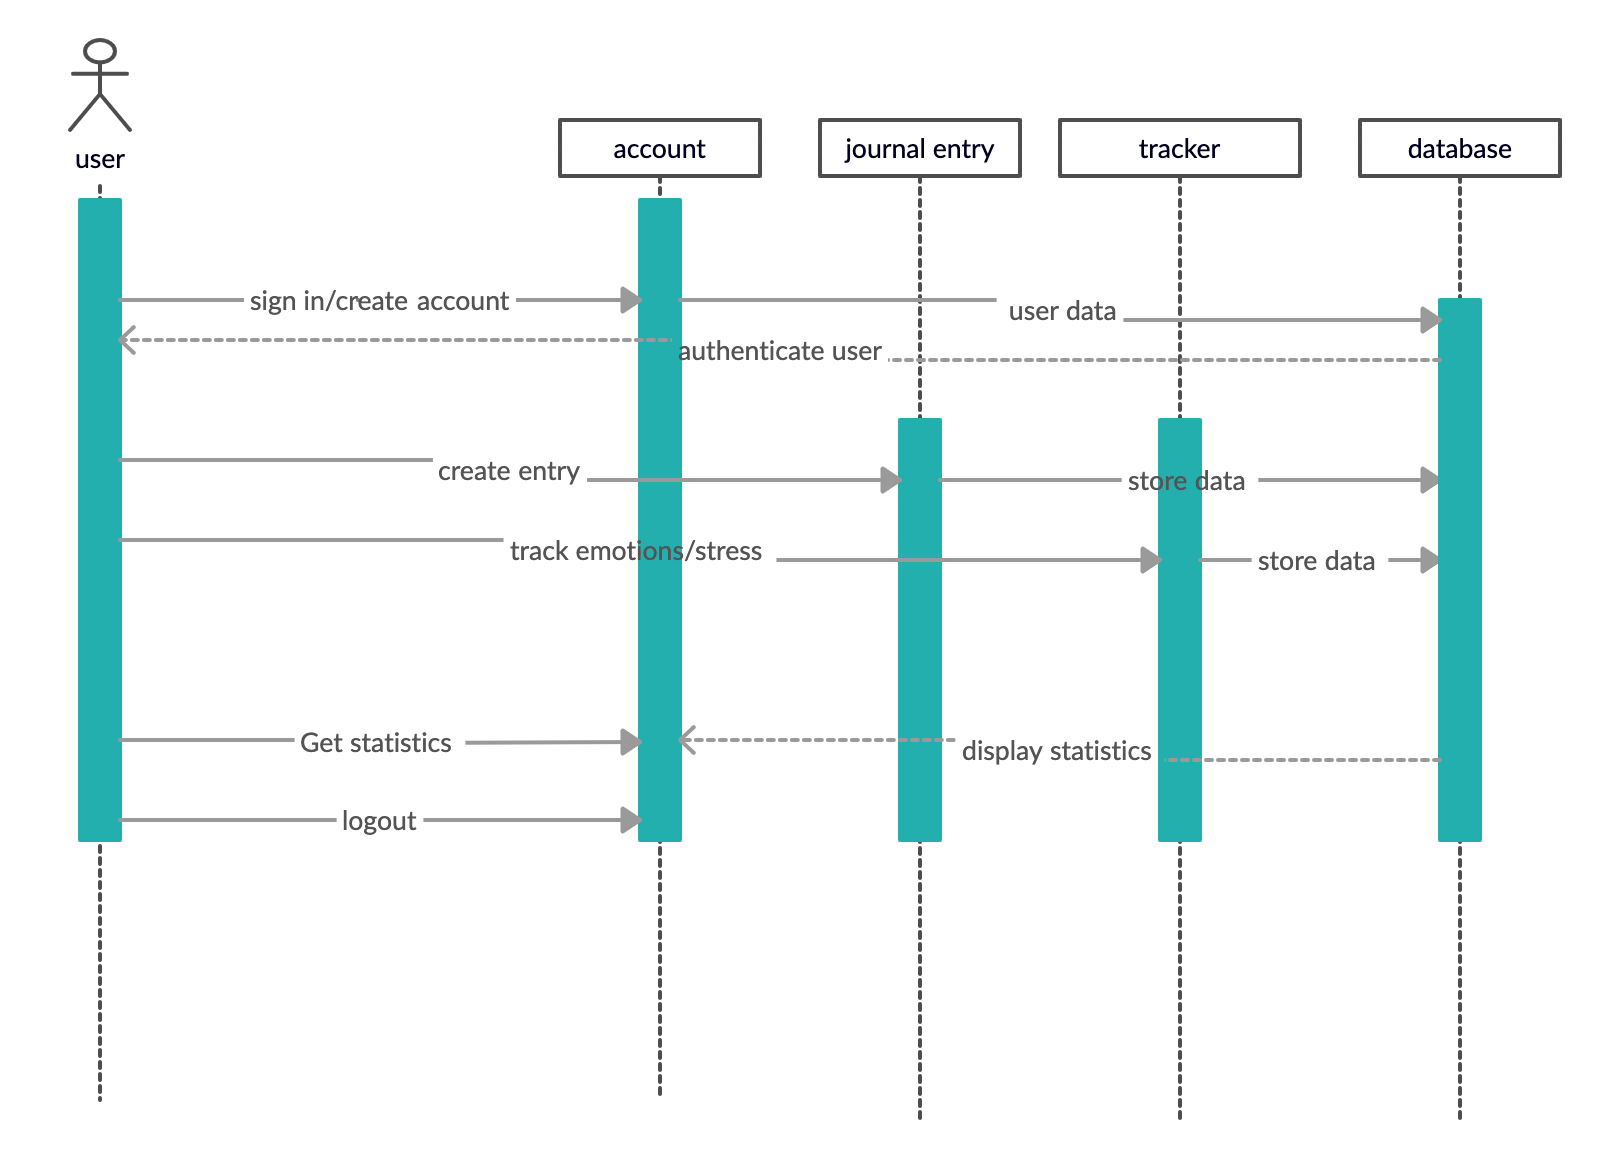 user
account
journal entry
tracker
database
sign in/create account
user data
authenticate user
create entry
store data
track emotions/stress
store data
Get statistics
display statistics
logout